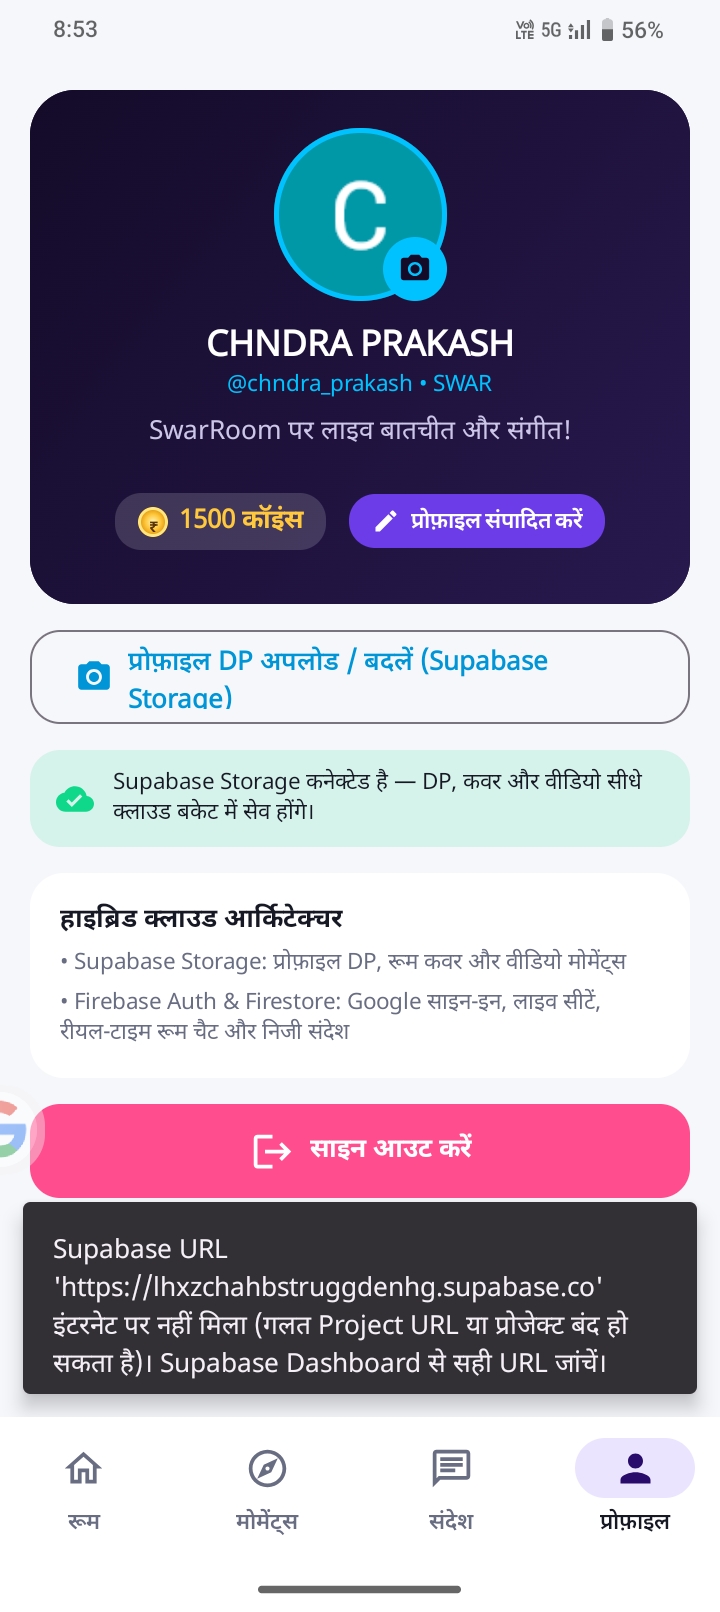 8:53
Vo))
LTE
5G
56%
C
CHNDRA PRAKASH
@chndra_prakash • SWAR
SwarRoom पर लाइव बातचीत और संगीत!
₹
1500 कॉइंस
प्रोफ़ाइल संपादित करें
प्रोफ़ाइल DP अपलोड / बदलें (Supabase
Storage)
Supabase Storage कनेक्टेड है — DP, कवर और वीडियो सीधे
क्लाउड बकेट में सेव होंगे।
हाइब्रिड क्लाउड आर्किटेक्चर
• Supabase Storage: प्रोफ़ाइल DP, रूम कवर और वीडियो मोमेंट्स
• Firebase Auth & Firestore: Google साइन-इन, लाइव सीटें,
रीयल-टाइम रूम चैट और निजी संदेश
साइन आउट करें
Supabase URL
'https://lhxzchahbstruggdenhg.supabase.co'
इंटरनेट पर नहीं मिला (गलत Project URL या प्रोजेक्ट बंद हो
सकता है)। Supabase Dashboard से सही URL जांचें।
रूम
मोमेंट्स
संदेश
प्रोफ़ाइल